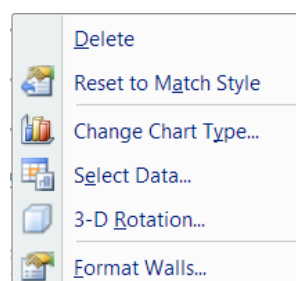 Delete
Reset to Match Style
Change Chart Type...
Select Data...
3-D Rotation...
Format Walls...